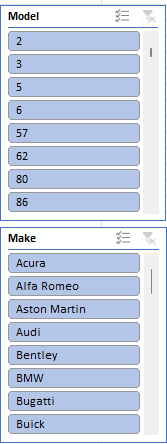 Model
2
3
5
6
57
62
80
86
Make
Acura
Alfa Romeo
Aston Martin
Audi
Bentley
BMW
Bugatti
Buick